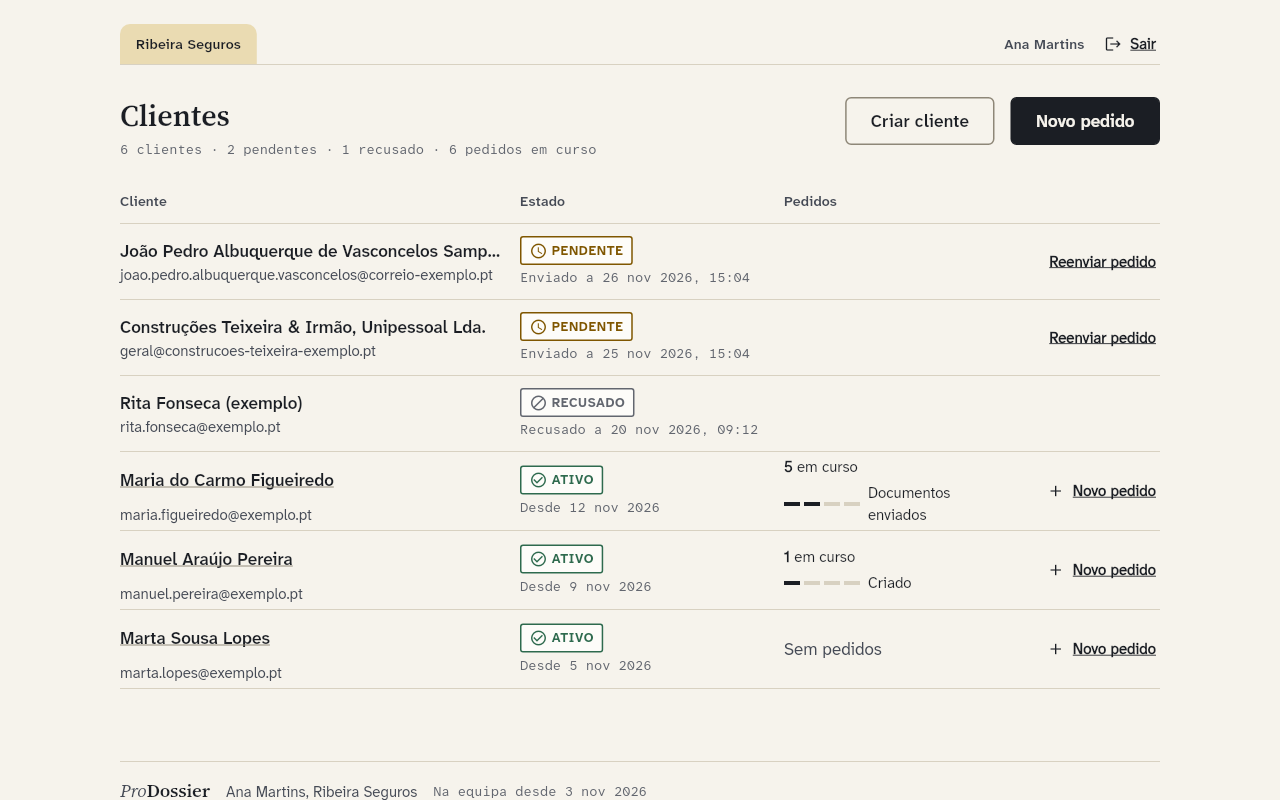 Ribeira Seguros
Ana Martins Sair
Clientes
Criar cliente Novo pedido
6 clientes · 2 pendentes · 1 recusado · 6 pedidos em curso
Cliente Estado Pedidos
João Pedro Albuquerque de Vasconcelos Samp...
joao.pedro.albuquerque.vasconcelos@correio-exemplo.pt
PENDENTE
Enviado a 26 nov 2026, 15:04
Reenviar pedido
Construções Teixeira & Irmão, Unipessoal Lda.
geral@construcoes-teixeira-exemplo.pt
PENDENTE
Enviado a 25 nov 2026, 15:04
Reenviar pedido
Rita Fonseca (exemplo)
rita.fonseca@exemplo.pt
RECUSADO
Recusado a 20 nov 2026, 09:12
Maria do Carmo Figueiredo
maria.figueiredo@exemplo.pt
ATIVO
Desde 12 nov 2026
5 em curso
Documentos
enviados
Novo pedido
Manuel Araújo Pereira
manuel.pereira@exemplo.pt
ATIVO
Desde 9 nov 2026
1 em curso
Criado
Novo pedido
Marta Sousa Lopes
marta.lopes@exemplo.pt
ATIVO
Desde 5 nov 2026
Sem pedidos
Novo pedido
ProDossier Ana Martins, Ribeira Seguros Na equipa desde 3 nov 2026